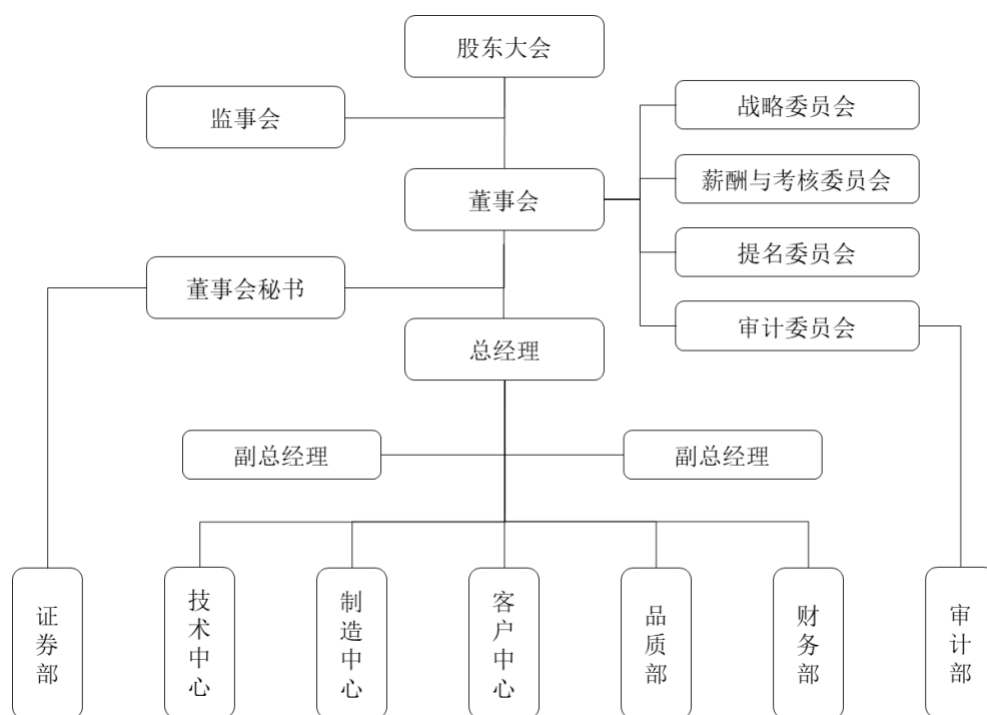 股东大会
监事会
战略委员会
薪酬与考核委员会
董事会
提名委员会
董事会秘书
审计委员会
总经理
副总经理
副总经理
证券部
技术中心
制造中心
客户中心
品质部
财务部
审计部